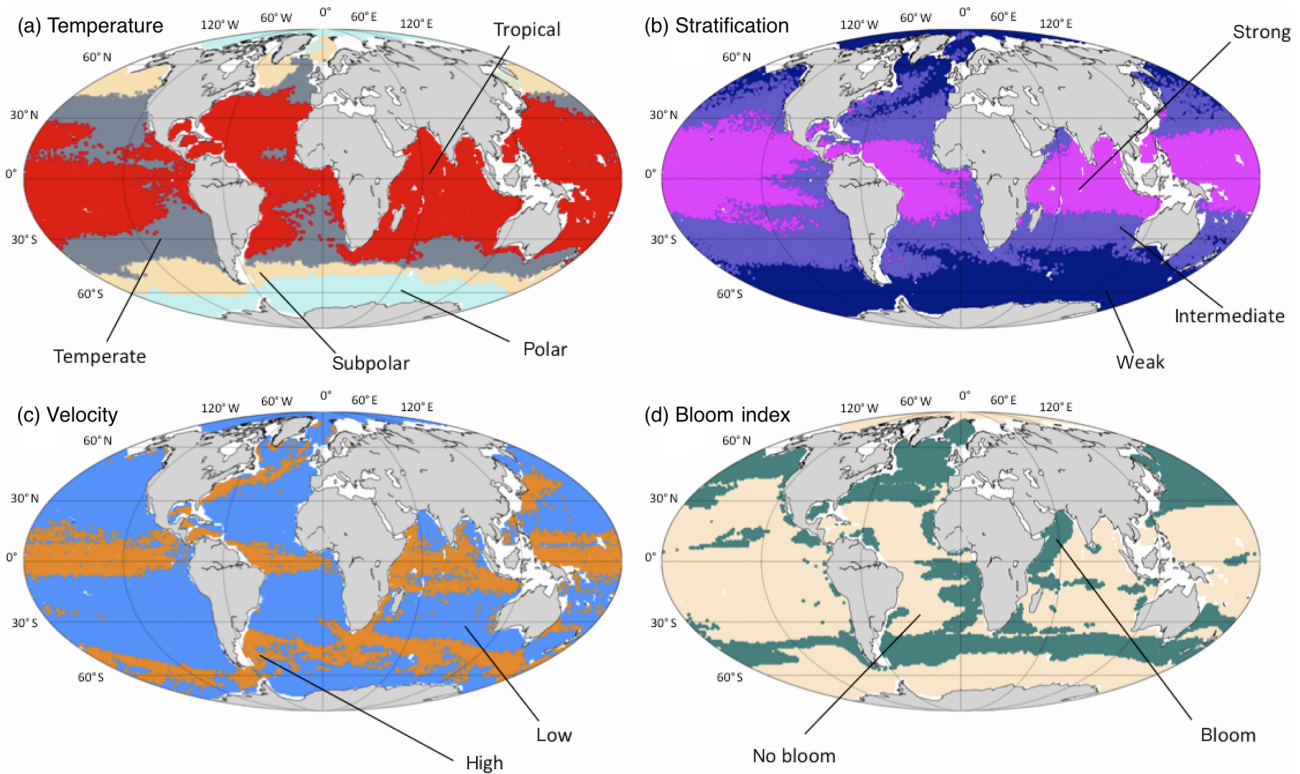 (a) Temperature
120°W 60°W 0° 60°E 120°E
Tropical
60°N
30°N
0°
30°S
60°S
Temperate
Subpolar
Polar
(b) Stratification
120°W 60°W 0° 60°E 120°E
Strong
60°N
30°N
0°
30°S
60°S
Intermediate
Weak
(c) Velocity
120°W 60°W 0° 60°E 120°E
60°N
30°N
0°
30°S
60°S
Low
High
(d) Bloom index
120°W 60°W 0° 60°E 120°E
60°N
30°N
0°
30°S
60°S
No bloom
Bloom